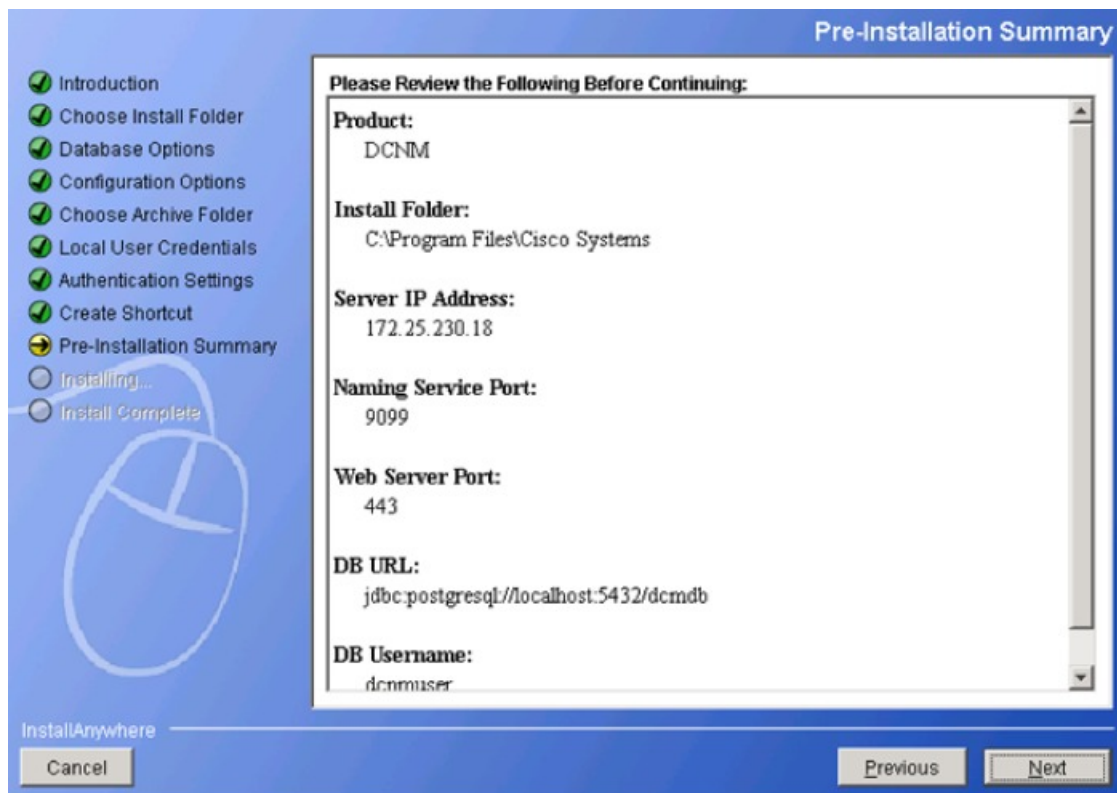 Pre-Installation Summary
Introduction
Choose Install Folder
Database Options
Configuration Options
Choose Archive Folder
Local User Credentials
Authentication Settings
Create Shortcut
Pre-Installation Summary
Installing...
Install Complete
Please Review the Following Before Continuing:
Product:
DCNM
Install Folder:
C:\Program Files\Cisco Systems
Server IP Address:
172.25.230.18
Naming Service Port:
9099
Web Server Port:
443
DB URL:
jdbc:postgresql://localhost:5432/dcmdb
DB Username:
dcnmuser
InstallAnywhere
Cancel
Previous
Next